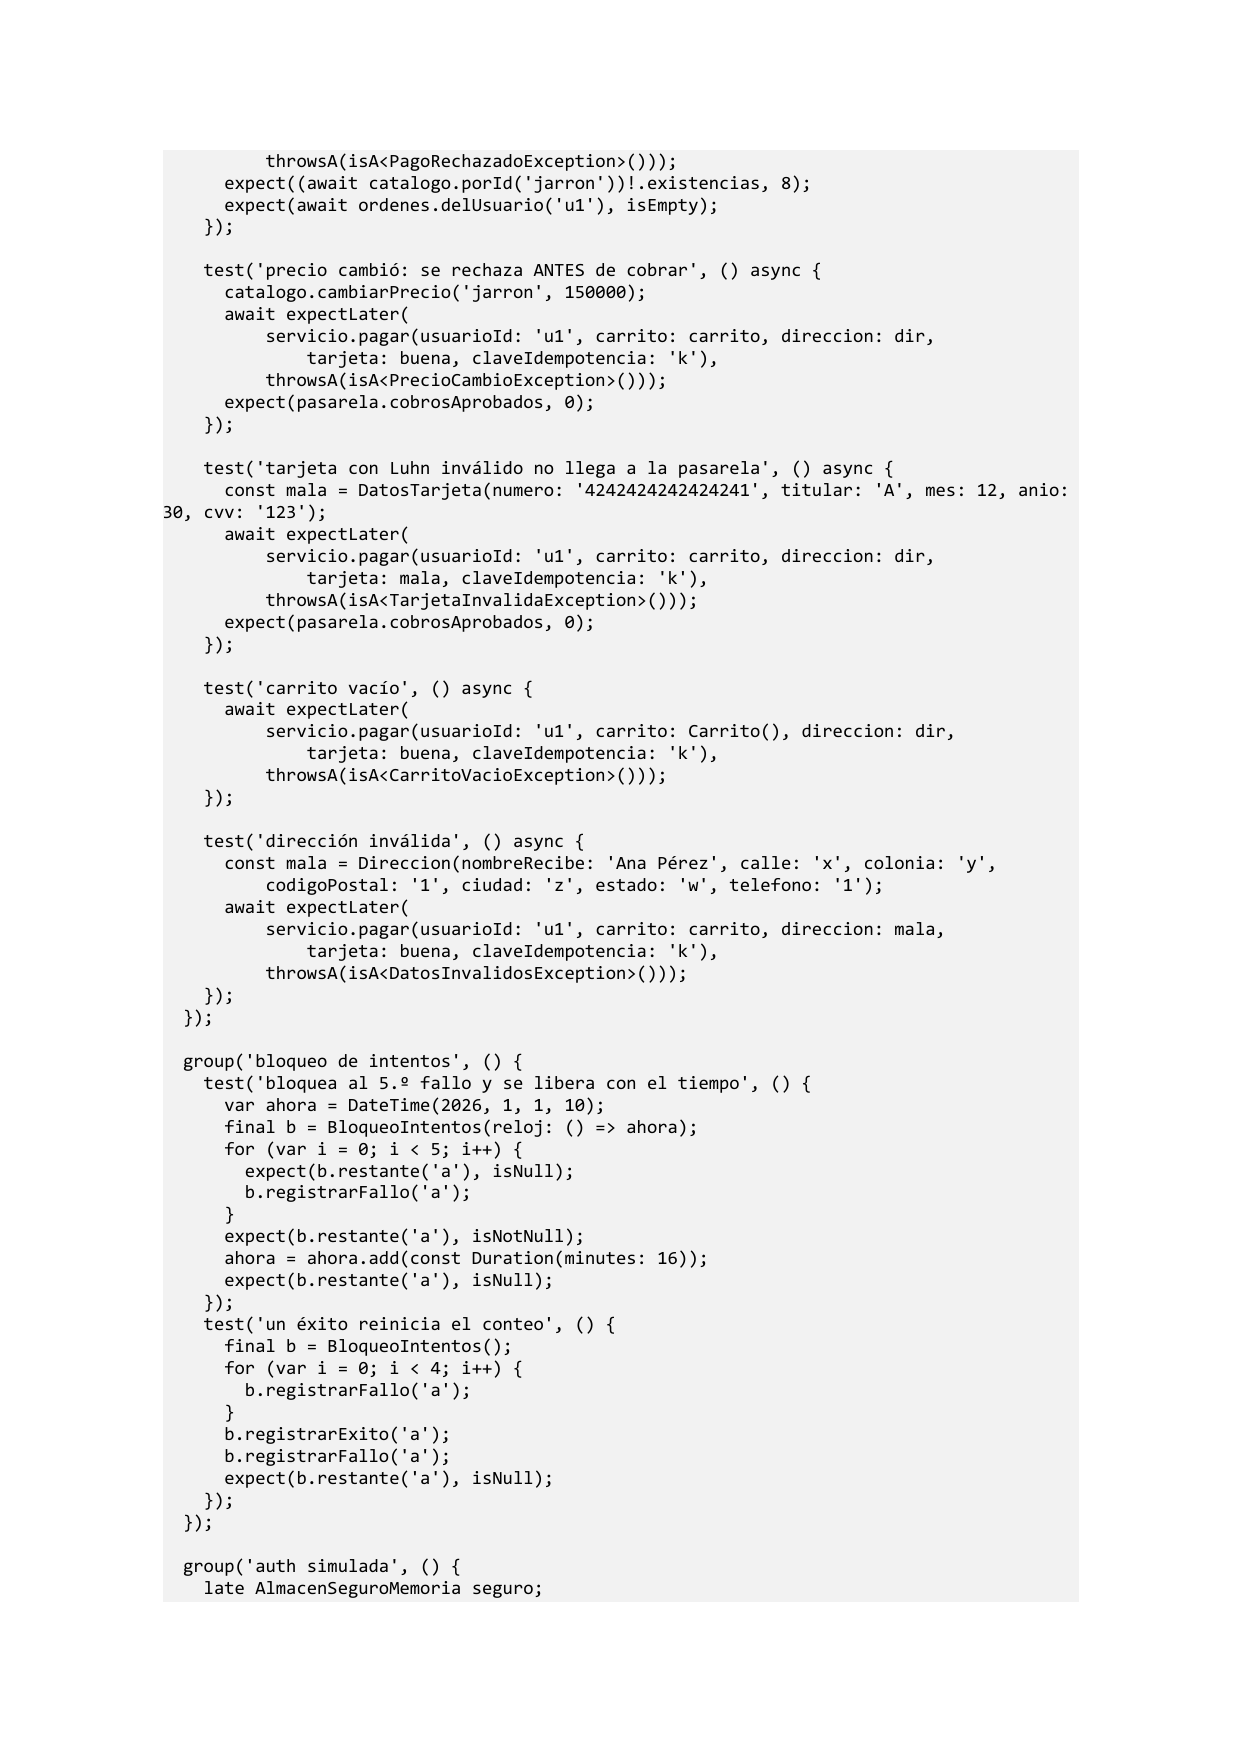 throwsA(isA<PagoRechazadoException>()));
expect((await catalogo.porId('jarron'))!.existencias, 8);
expect(await ordenes.delUsuario('u1'), isEmpty);
});
test('precio cambió: se rechaza ANTES de cobrar', () async {
catalogo.cambiarPrecio('jarron', 150000);
await expectLater(
servicio.pagar(usuarioId: 'u1', carrito: carrito, direccion: dir,
tarjeta: buena, claveIdempotencia: 'k'),
throwsA(isA<PrecioCambioException>()));
expect(pasarela.cobrosAprobados, 0);
});
test('tarjeta con Luhn inválido no llega a la pasarela', () async {
const mala = DatosTarjeta(numero: '4242424242424241', titular: 'A', mes: 12, anio:
30, cvv: '123');
await expectLater(
servicio.pagar(usuarioId: 'u1', carrito: carrito, direccion: dir,
tarjeta: mala, claveIdempotencia: 'k'),
throwsA(isA<TarjetaInvalidaException>()));
expect(pasarela.cobrosAprobados, 0);
});
test('carrito vacío', () async {
await expectLater(
servicio.pagar(usuarioId: 'u1', carrito: Carrito(), direccion: dir,
tarjeta: buena, claveIdempotencia: 'k'),
throwsA(isA<CarritoVacioException>()));
});
test('dirección inválida', () async {
const mala = Direccion(nombreRecibe: 'Ana Pérez', calle: 'x', colonia: 'y',
codigoPostal: '1', ciudad: 'z', estado: 'w', telefono: '1');
await expectLater(
servicio.pagar(usuarioId: 'u1', carrito: carrito, direccion: mala,
tarjeta: buena, claveIdempotencia: 'k'),
throwsA(isA<DatosInvalidosException>()));
});
});
group('bloqueo de intentos', () {
test('bloquea al 5.º fallo y se libera con el tiempo', () {
var ahora = DateTime(2026, 1, 1, 10);
final b = BloqueoIntentos(reloj: () => ahora);
for (var i = 0; i < 5; i++) {
expect(b.restante('a'), isNull);
b.registrarFallo('a');
}
expect(b.restante('a'), isNotNull);
ahora = ahora.add(const Duration(minutes: 16));
expect(b.restante('a'), isNull);
});
test('un éxito reinicia el conteo', () {
final b = BloqueoIntentos();
for (var i = 0; i < 4; i++) {
b.registrarFallo('a');
}
b.registrarExito('a');
b.registrarFallo('a');
expect(b.restante('a'), isNull);
});
});
group('auth simulada', () {
late AlmacenSeguroMemoria seguro;